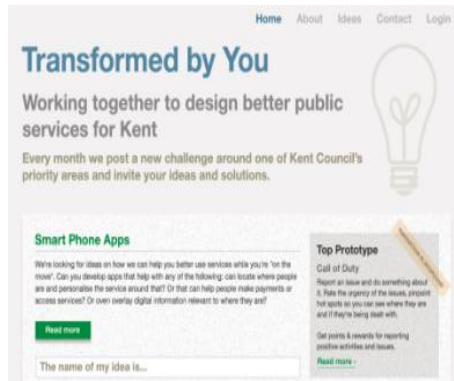 Home About Ideas Contact Login
Transformed by You
Working together to design better public
services for Kent
Every month we post a new challenge around one of Kent Council's
priority areas and invite your ideas and solutions.
Smart Phone Apps
We're looking for ideas on how we can help you better use services while you're "on the
move". Can you develop apps that help with any of the following: can locate where people
are and personalise the service around that? Or that can help people make payments or
access services? Or even overlay digital information relevant to where they are?
Read more
The name of my idea is...
Top Prototype
Call of Duty
Report an issue and do something about
it. Rate the urgency of the issues, pinpoint
hot spots so you can see where they are
and if they're being dealt with.
Get points & rewards for reporting
positive activities and issues.
Read more ›